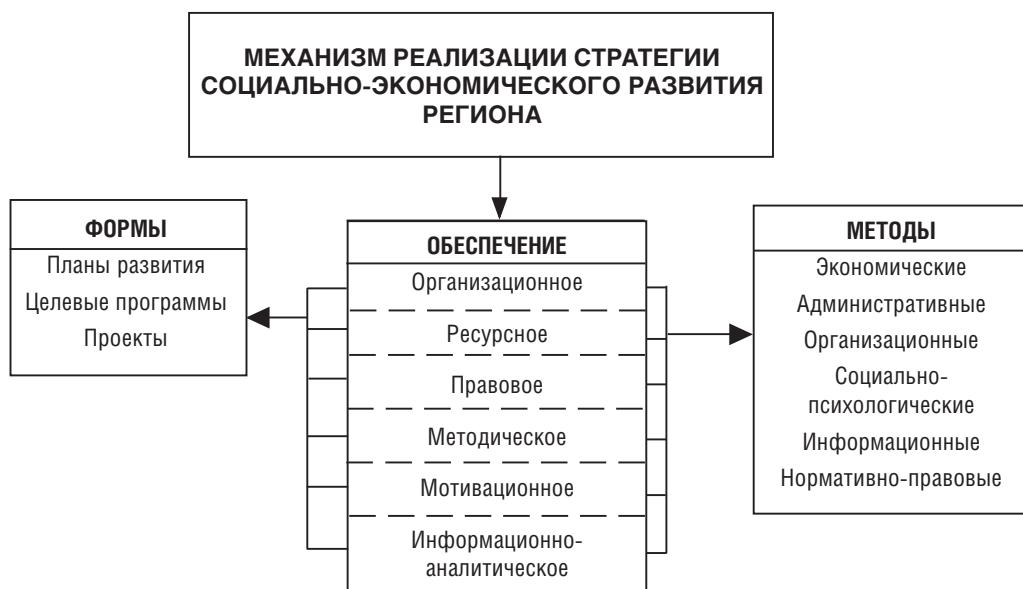 МЕХАНИЗМ РЕАЛИЗАЦИИ СТРАТЕГИИ
СОЦИАЛЬНО-ЭКОНОМИЧЕСКОГО РАЗВИТИЯ
РЕГИОНА
ФОРМЫ
Планы развития
Целевые программы
Проекты
ОБЕСПЕЧЕНИЕ
Организационное
Ресурсное
Правовое
Методическое
Мотивационное
Информационно-
аналитическое
МЕТОДЫ
Экономические
Административные
Организационные
Социально-
психологические
Информационные
Нормативно-правовые